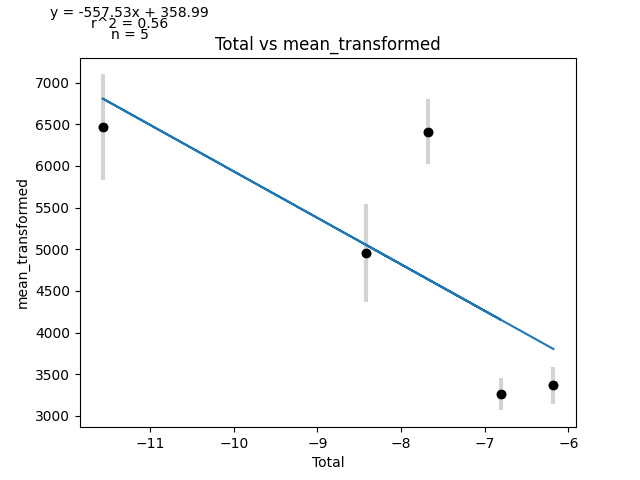 y = -557.53x + 358.99
r^2 = 0.56
n = 5
Total vs mean_transformed
7000
6500
6000
5500
5000
4500
4000
3500
3000
mean_transformed
−11
−10
−9
−8
−7
−6
Total